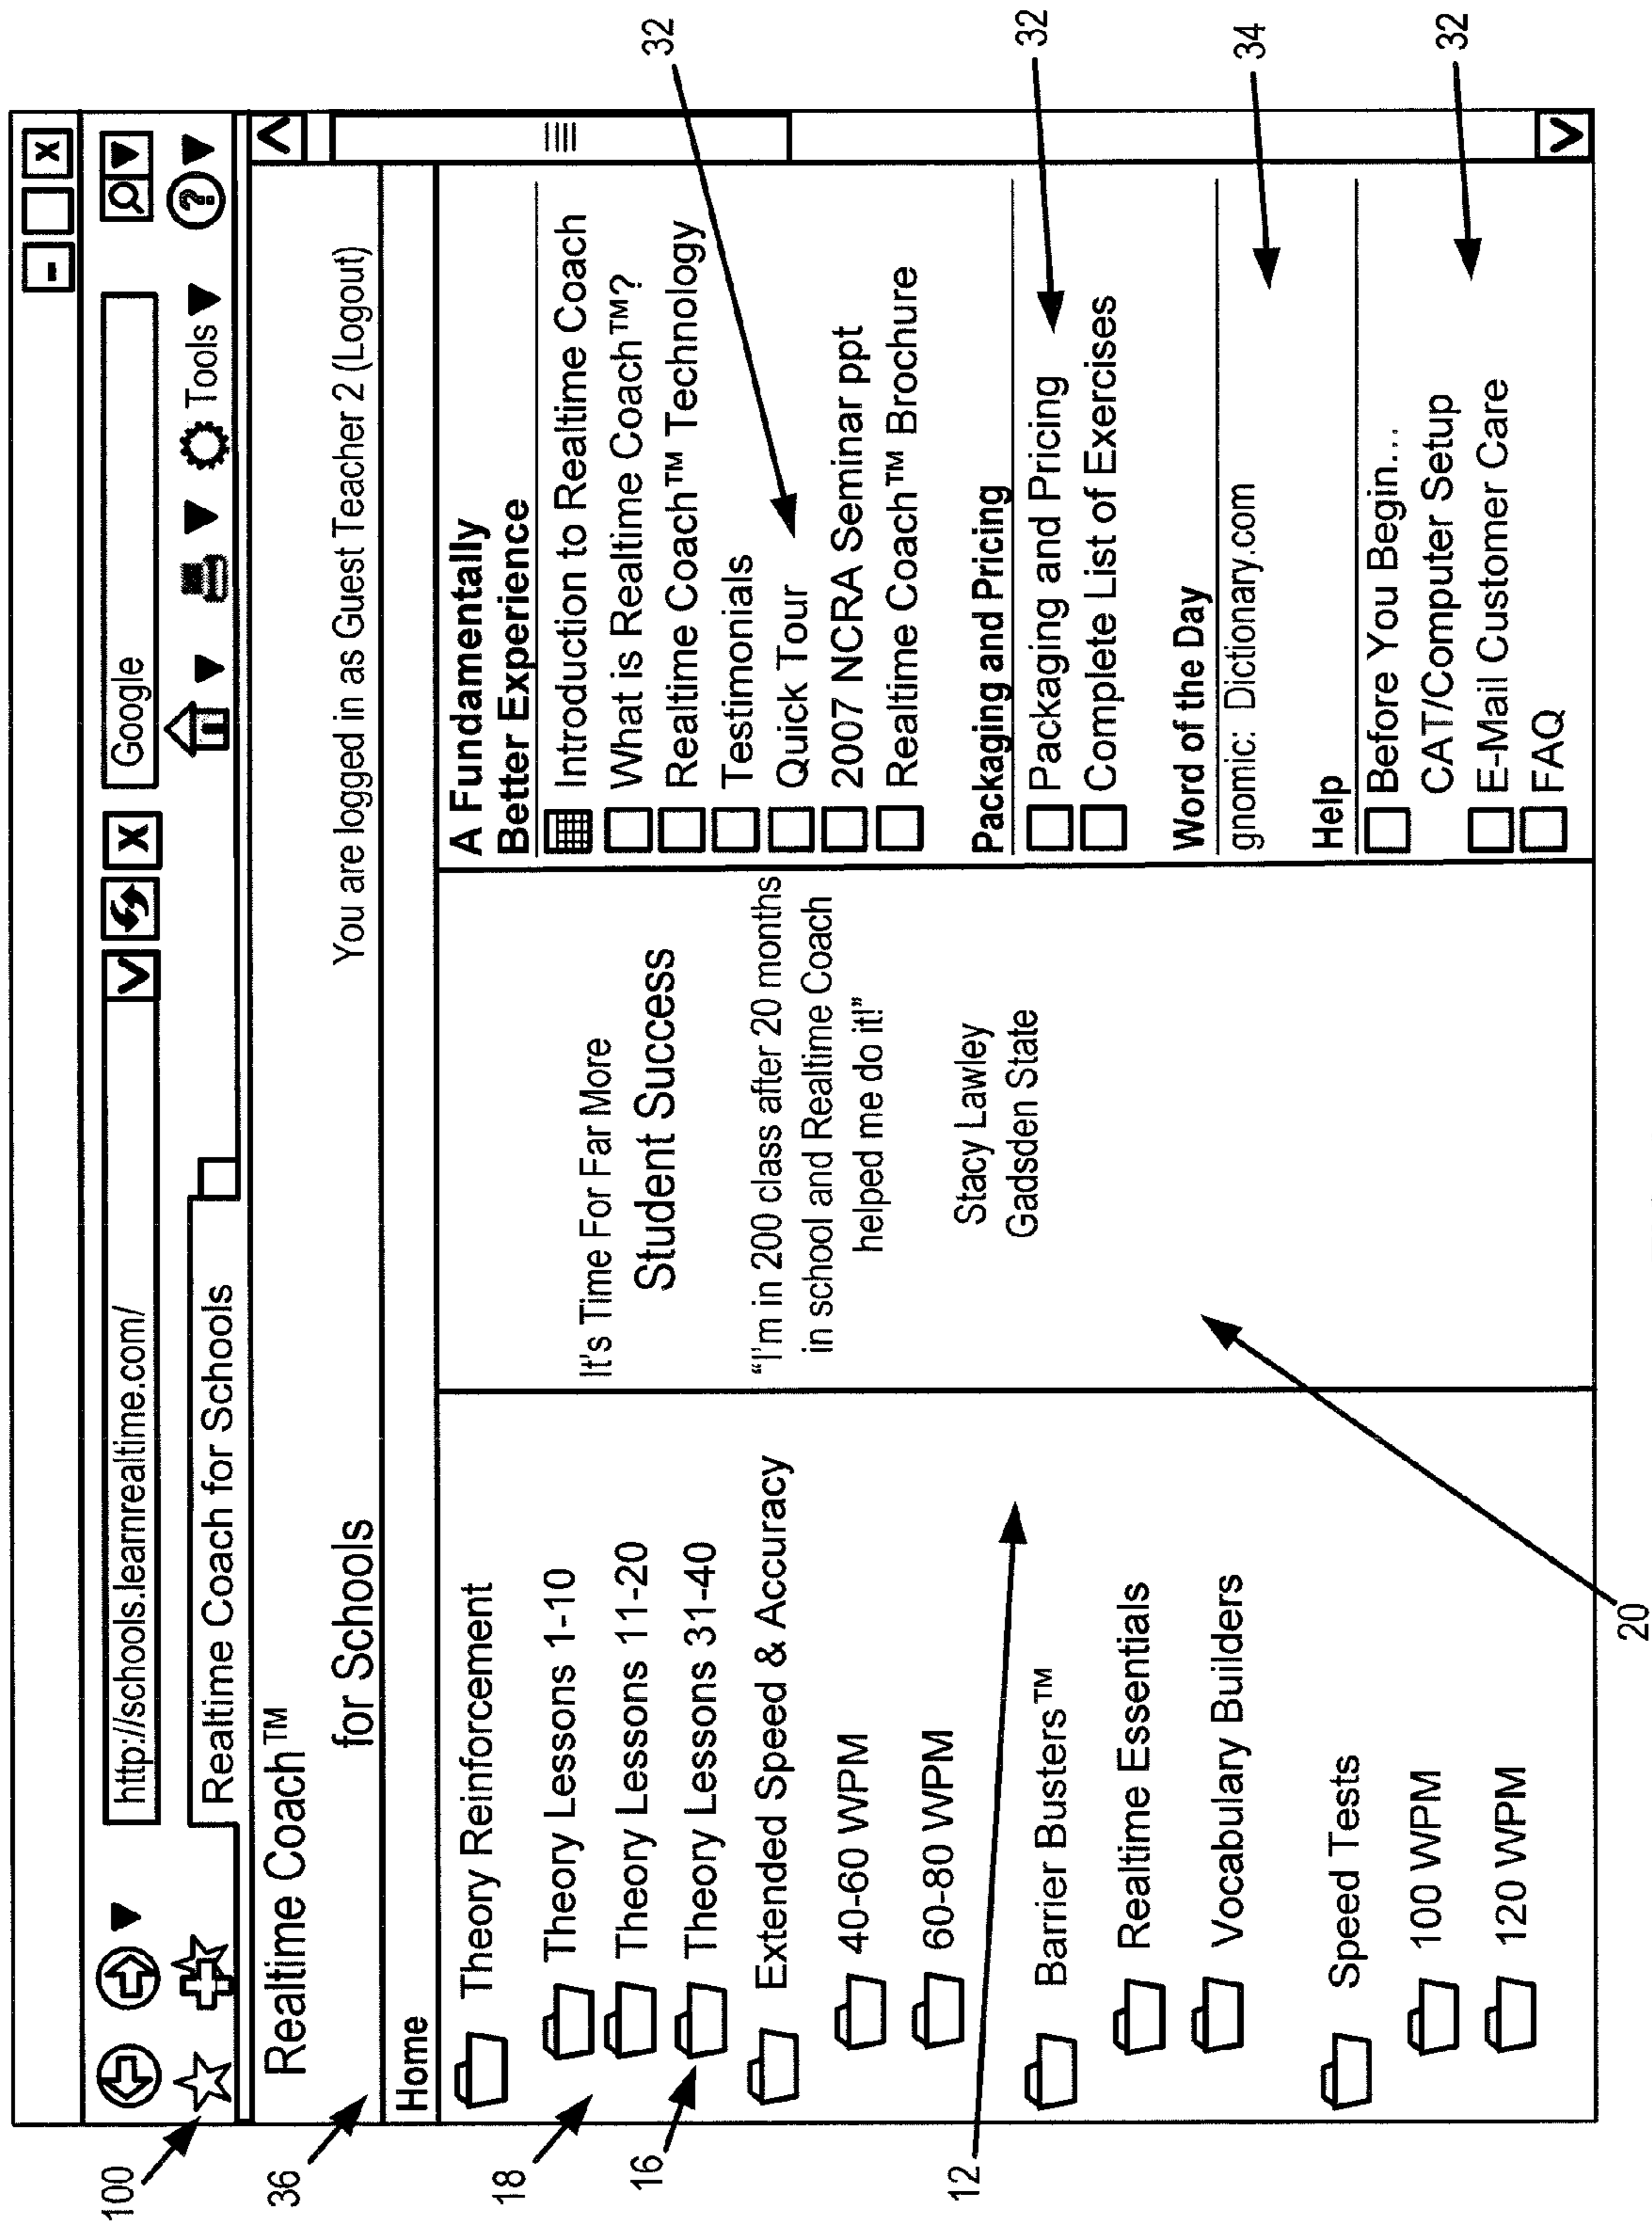 100
36
18
16
12
20
32
32
34
32
- X
http://schools.learnrealtime.com/ X Google
Realtime Coach for Schools Tools ?
Realtime Coach™
for Schools
You are logged in as Guest Teacher 2 (Logout)
Home
Theory Reinforcement
Theory Lessons 1-10
Theory Lessons 11-20
Theory Lessons 31-40
Extended Speed & Accuracy
40-60 WPM
60-80 WPM
Barrier Busters™
Realtime Essentials
Vocabulary Builders
Speed Tests
100 WPM
120 WPM
It's Time For Far More
Student Success
“I'm in 200 class after 20 months
in school and Realtime Coach
helped me do it!”
Stacy Lawley
Gadsden State
A Fundamentally
Better Experience
Introduction to Realtime Coach
What is Realtime Coach™?
Realtime Coach™ Technology
Testimonials
Quick Tour
2007 NCRA Seminar ppt
Realtime Coach™ Brochure
Packaging and Pricing
Packaging and Pricing
Complete List of Exercises
Word of the Day
gnomic: Dictionary.com
Help
Before You Begin...
CAT/Computer Setup
E-Mail Customer Care
FAQ